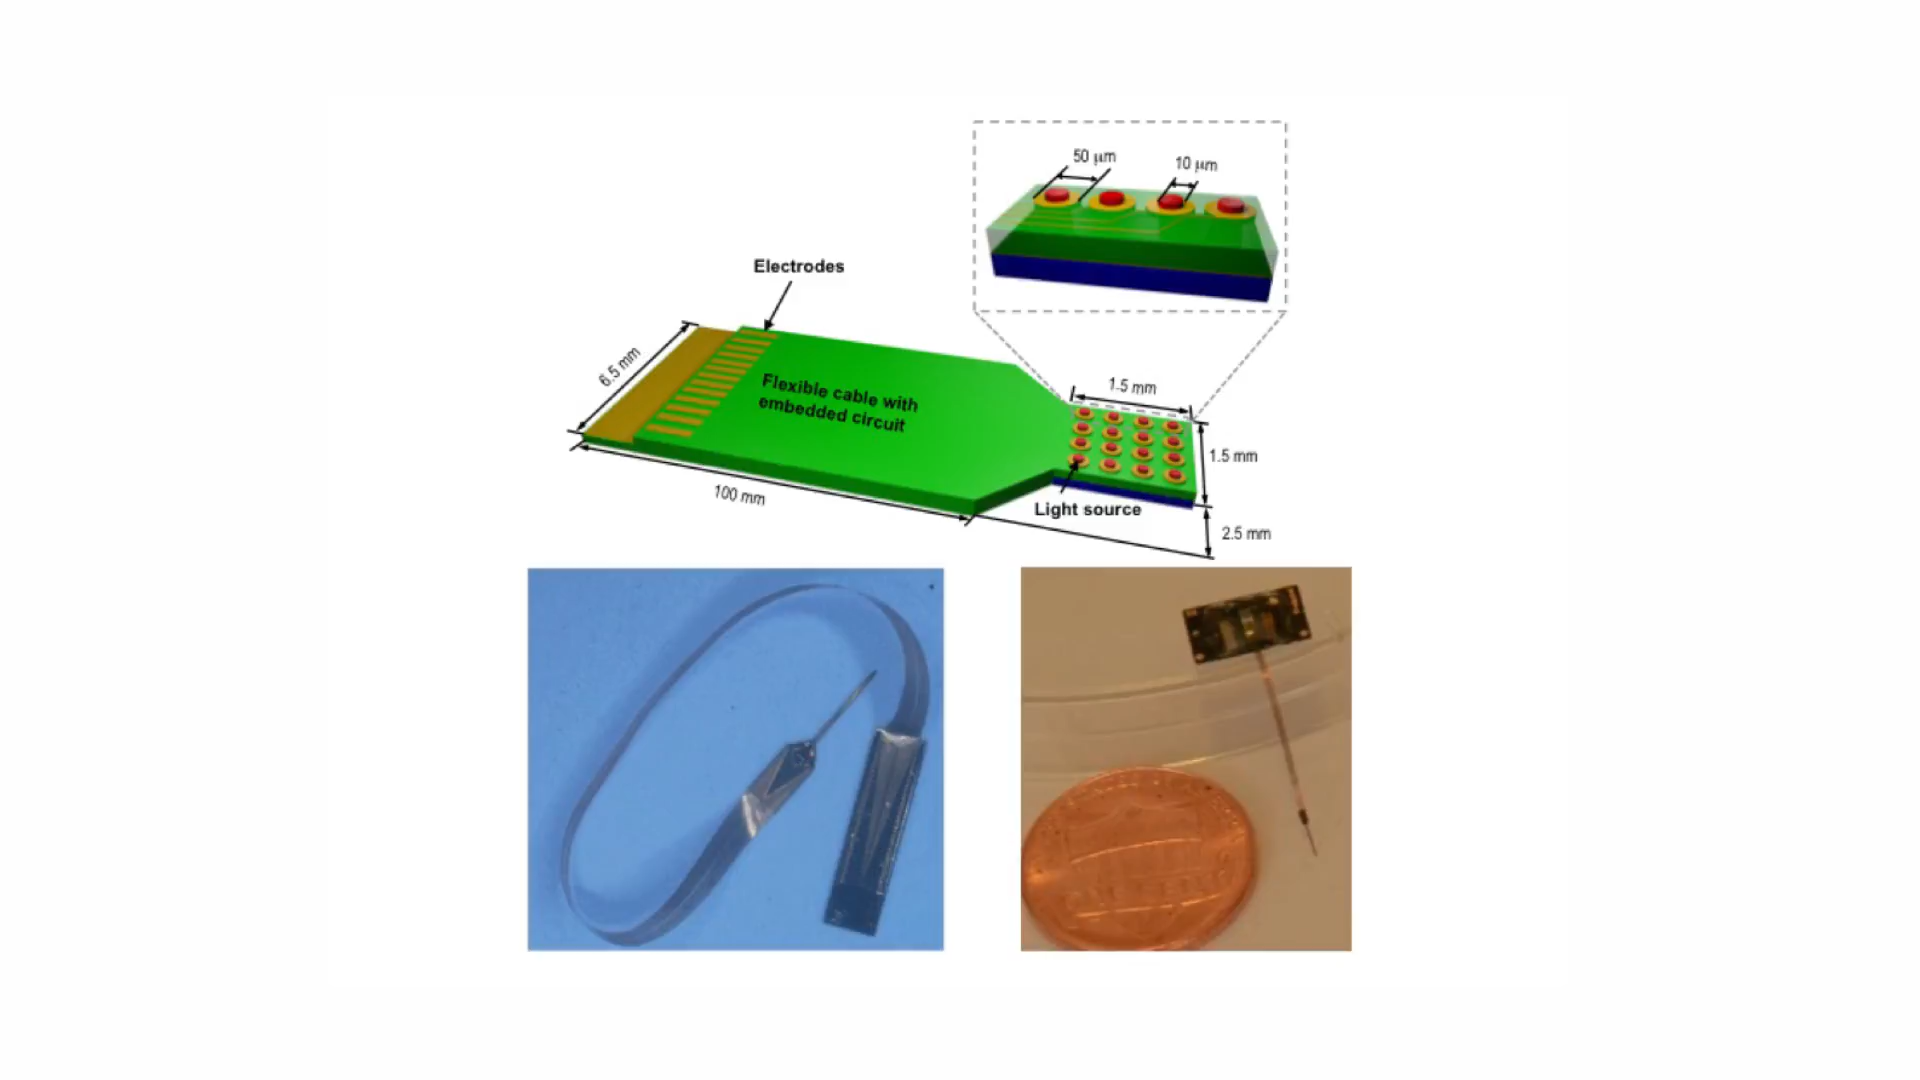 50 μm
10 μm
Electrodes
6.5 mm
1.5 mm
Flexible cable with
embedded circuit
1.5 mm
100 mm
Light source
2.5 mm